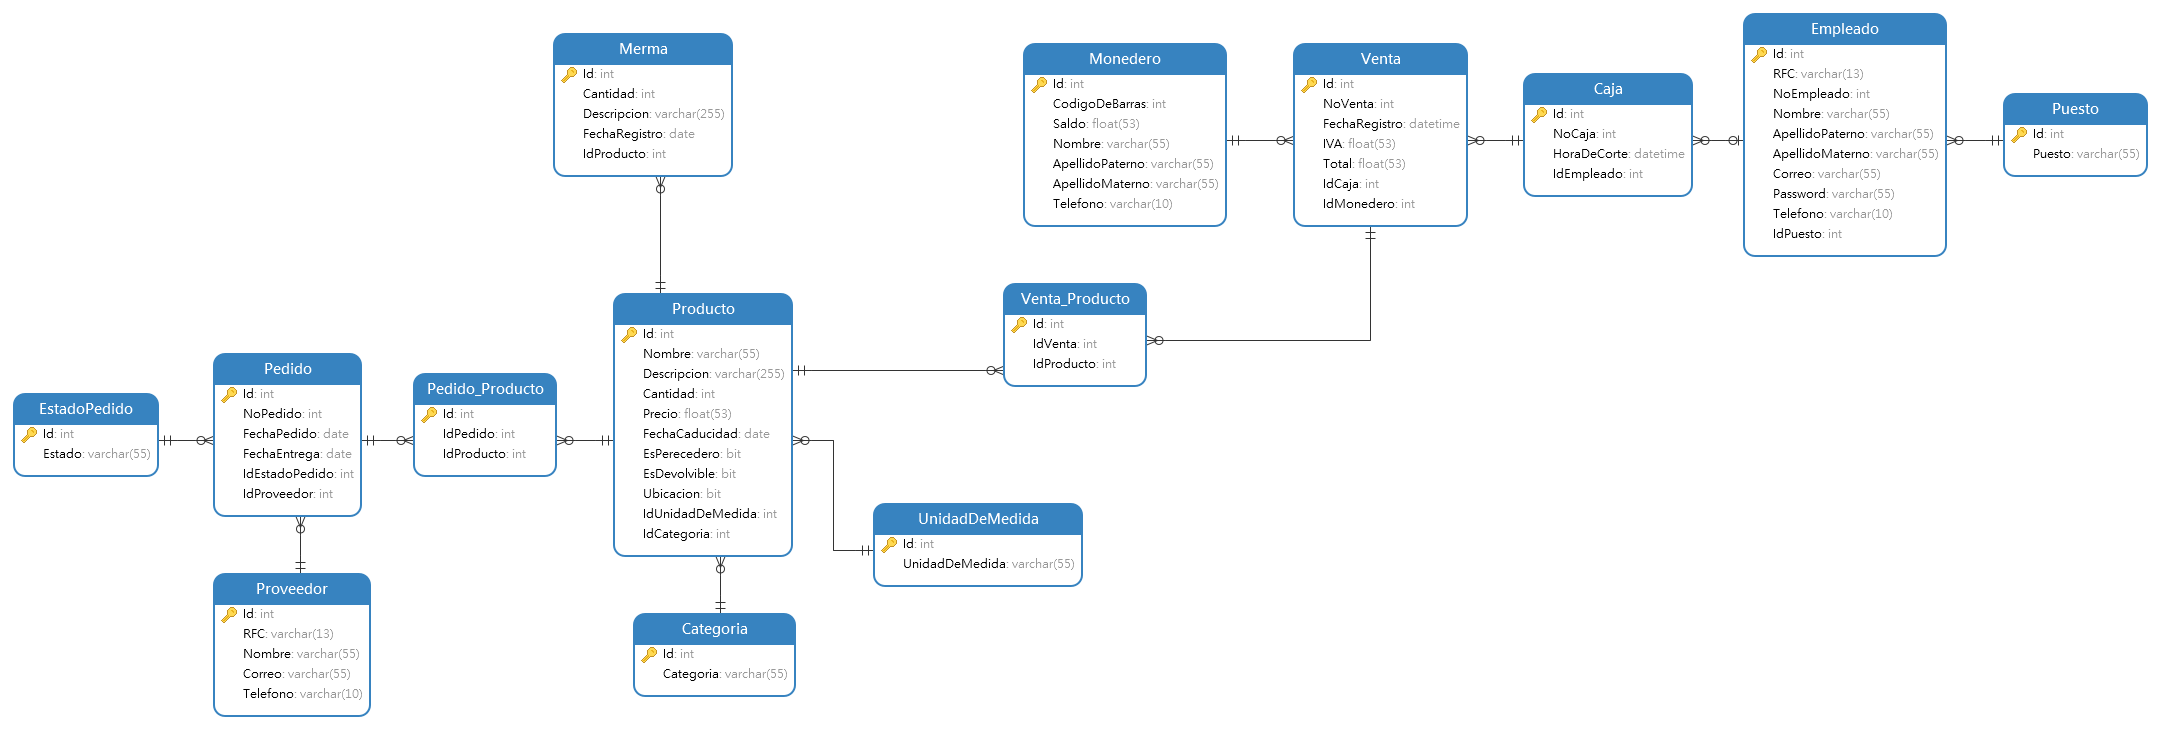 Merma
Id: int
Cantidad: int
Descripcion: varchar(255)
FechaRegistro: date
IdProducto: int
Monedero
Id: int
CodigoDeBarras: int
Saldo: float(53)
Nombre: varchar(55)
ApellidoPaterno: varchar(55)
ApellidoMaterno: varchar(55)
Telefono: varchar(10)
Venta
Id: int
NoVenta: int
FechaRegistro: datetime
IVA: float(53)
Total: float(53)
IdCaja: int
IdMonedero: int
Caja
Id: int
NoCaja: int
HoraDeCorte: datetime
IdEmpleado: int
Empleado
Id: int
RFC: varchar(13)
NoEmpleado: int
Nombre: varchar(55)
ApellidoPaterno: varchar(55)
ApellidoMaterno: varchar(55)
Correo: varchar(55)
Password: varchar(55)
Telefono: varchar(10)
IdPuesto: int
Puesto
Id: int
Puesto: varchar(55)
EstadoPedido
Id: int
Estado: varchar(55)
Pedido
Id: int
NoPedido: int
FechaPedido: date
FechaEntrega: date
IdEstadoPedido: int
IdProveedor: int
Pedido_Producto
Id: int
IdPedido: int
IdProducto: int
Producto
Id: int
Nombre: varchar(55)
Descripcion: varchar(255)
Cantidad: int
Precio: float(53)
FechaCaducidad: date
EsPerecedero: bit
EsDevolvible: bit
Ubicacion: bit
IdUnidadDeMedida: int
IdCategoria: int
Venta_Producto
Id: int
IdVenta: int
IdProducto: int
UnidadDeMedida
Id: int
UnidadDeMedida: varchar(55)
Proveedor
Id: int
RFC: varchar(13)
Nombre: varchar(55)
Correo: varchar(55)
Telefono: varchar(10)
Categoria
Id: int
Categoria: varchar(55)